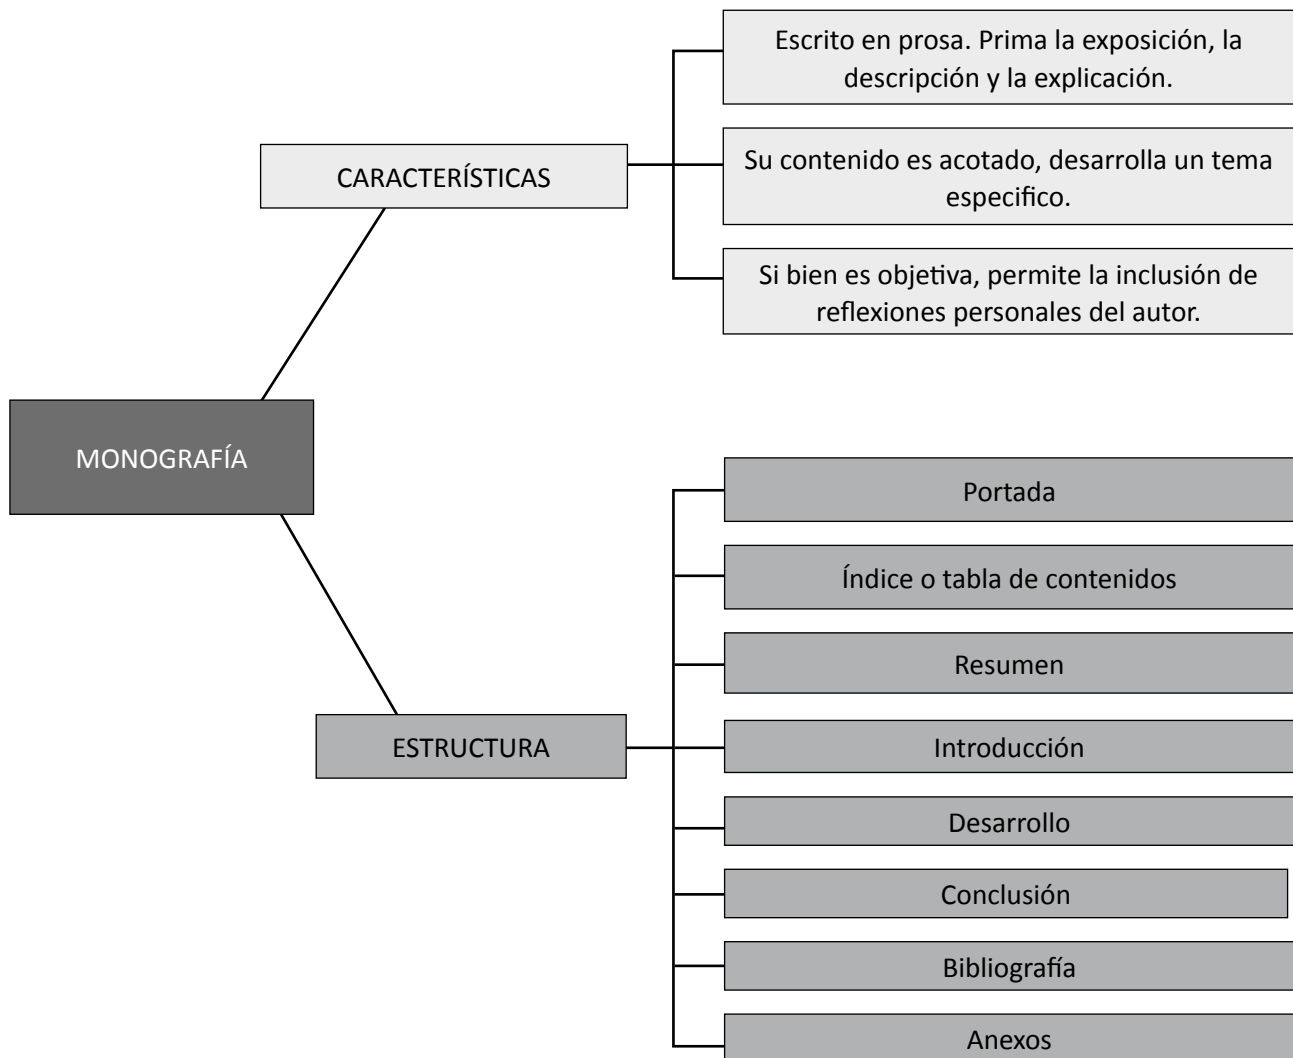 Escrito en prosa. Prima la exposición, la
descripción y la explicación.
CARACTERÍSTICAS
Su contenido es acotado, desarrolla un tema
especifico.
Si bien es objetiva, permite la inclusión de
reflexiones personales del autor.
MONOGRAFÍA
Portada
Índice o tabla de contenidos
Resumen
ESTRUCTURA
Introducción
Desarrollo
Conclusión
Bibliografía
Anexos